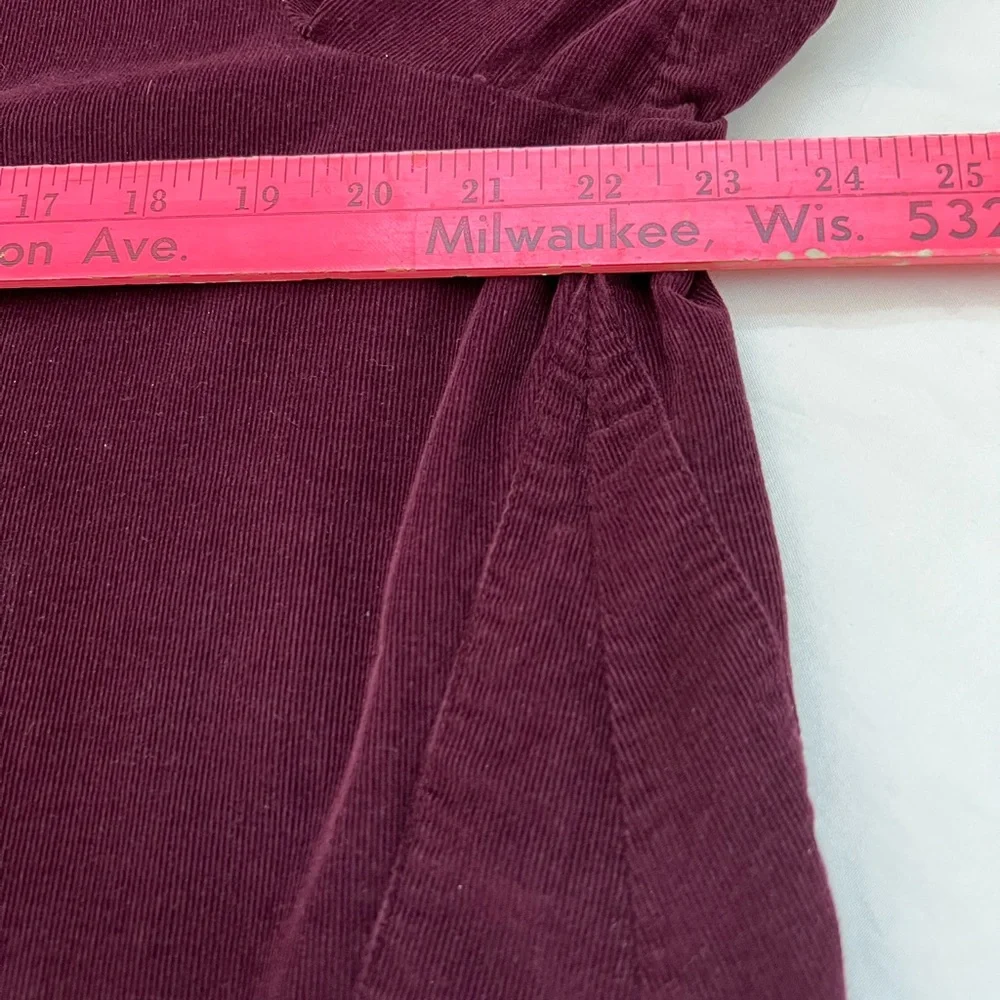 17 18 19 20 21 22 23 24 25
on Ave. Milwaukee, Wis. 532